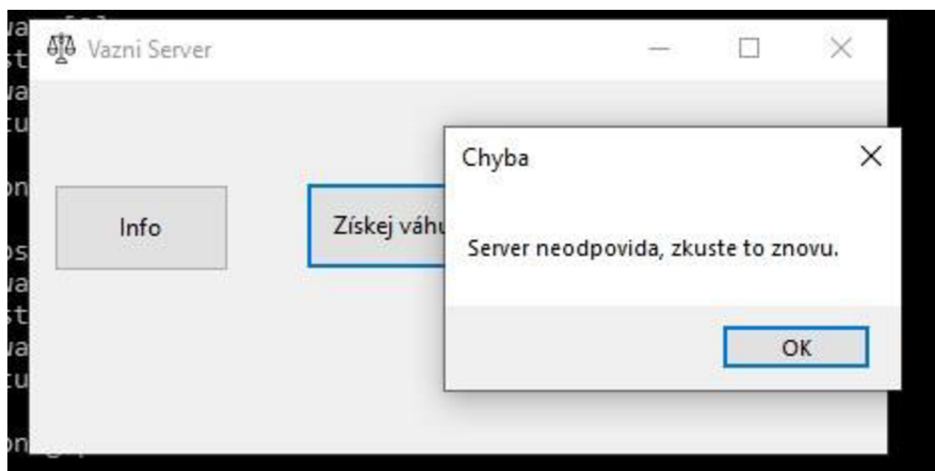 Vazni Server
Chyba
Info
Získej váhu
Server neodpovida, zkuste to znovu.
OK